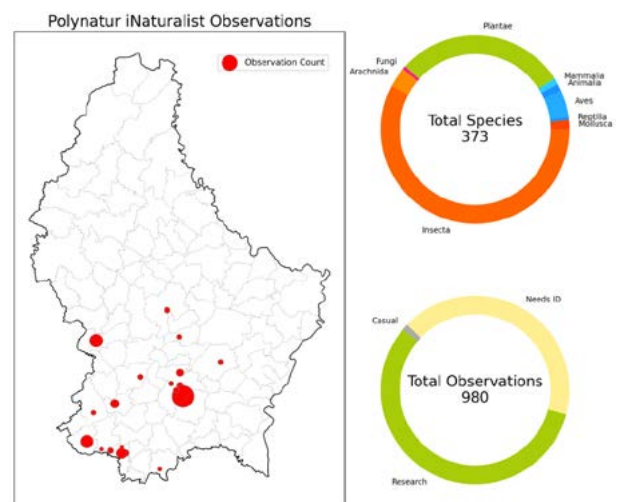 Polynatur iNaturalist Observations
Observation Count
Plantae
Fungi
Arachnida
Mammalia
Animalia
Aves
Reptilia
Mollusca
Total Species
373
Insecta
Needs ID
Casual
Total Observations
980
Research